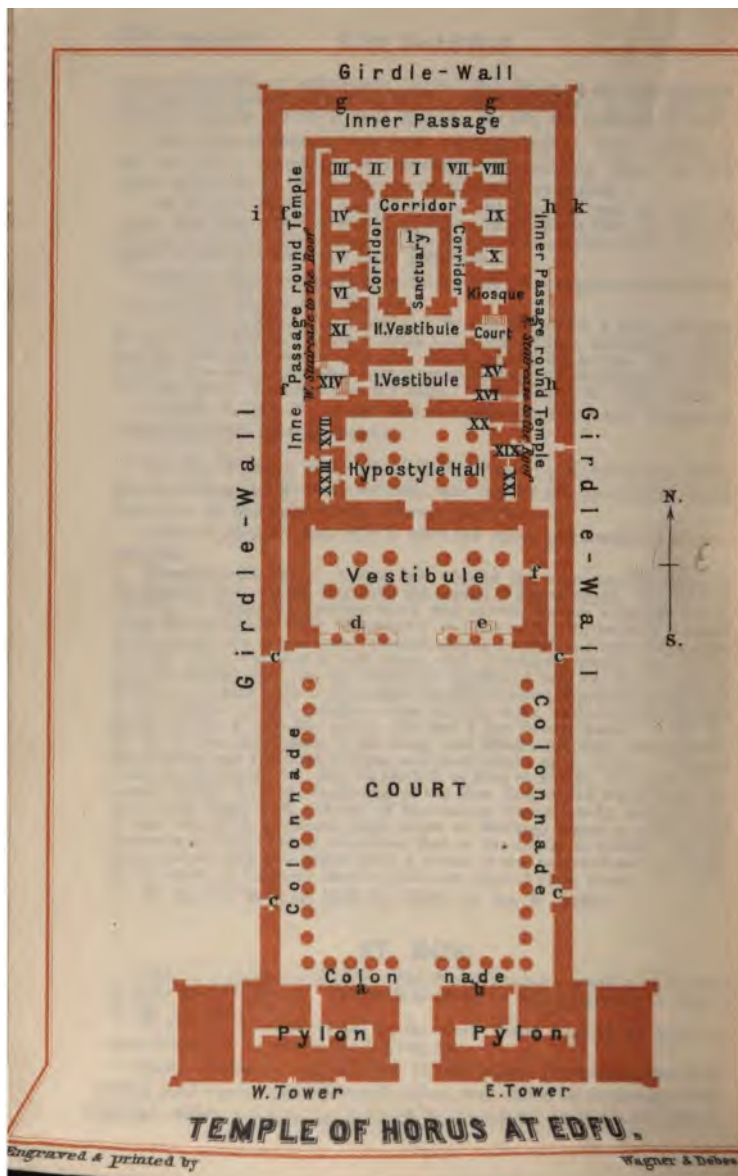 Girdle-Wall
g g
Inner Passage
III II I VII VIII
Corridor
i f IV IX h k
Corridor
l
Sanctuary
Corridor
V X
VI Kiosque
XI II. Vestibule Court
Inne Passage round Temple
W. Staircase to the Roof
Inner Passage round Temple
Staircase to the Roof
XIV I. Vestibule XV
f XVI h
XVII XX
Hypostyle Hall XIX
XXIII XXI
Girdle-Wall
Girdle-Wall
N.
S.
Vestibule
f
d e
c c
Colonnade
COURT
Colonnade
c c
Colon nade
a b
Pylon Pylon
W. Tower E. Tower
TEMPLE OF HORUS AT EDFU.
Engraved & printed by Wagner & Debes